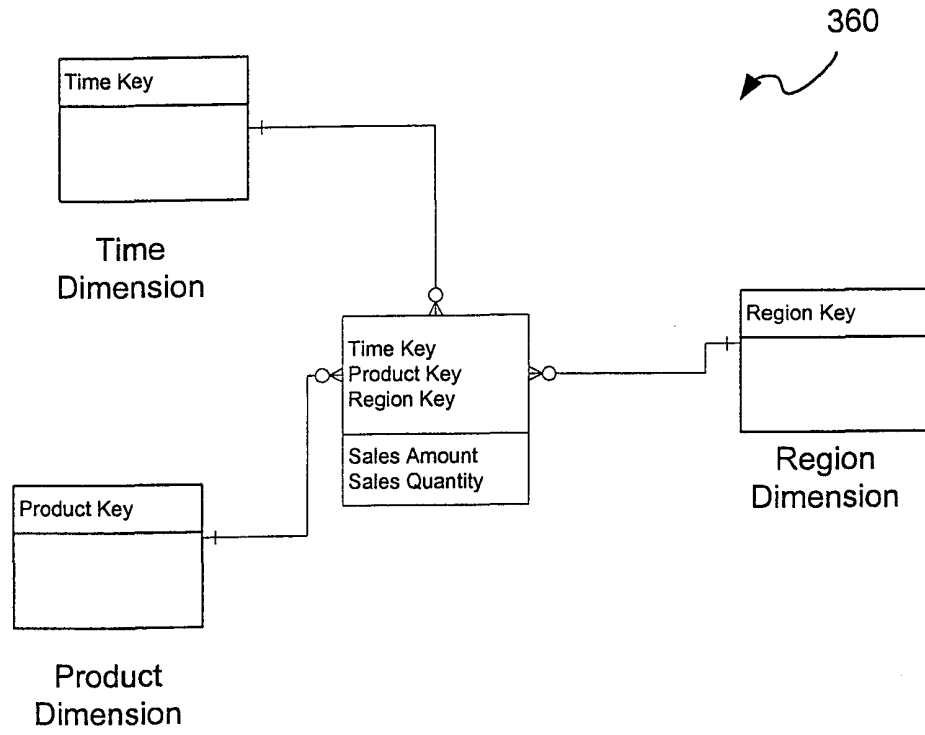 360
Time Key
Time
Dimension
Time Key
Product Key
Region Key
Sales Amount
Sales Quantity
Region Key
Region
Dimension
Product Key
Product
Dimension